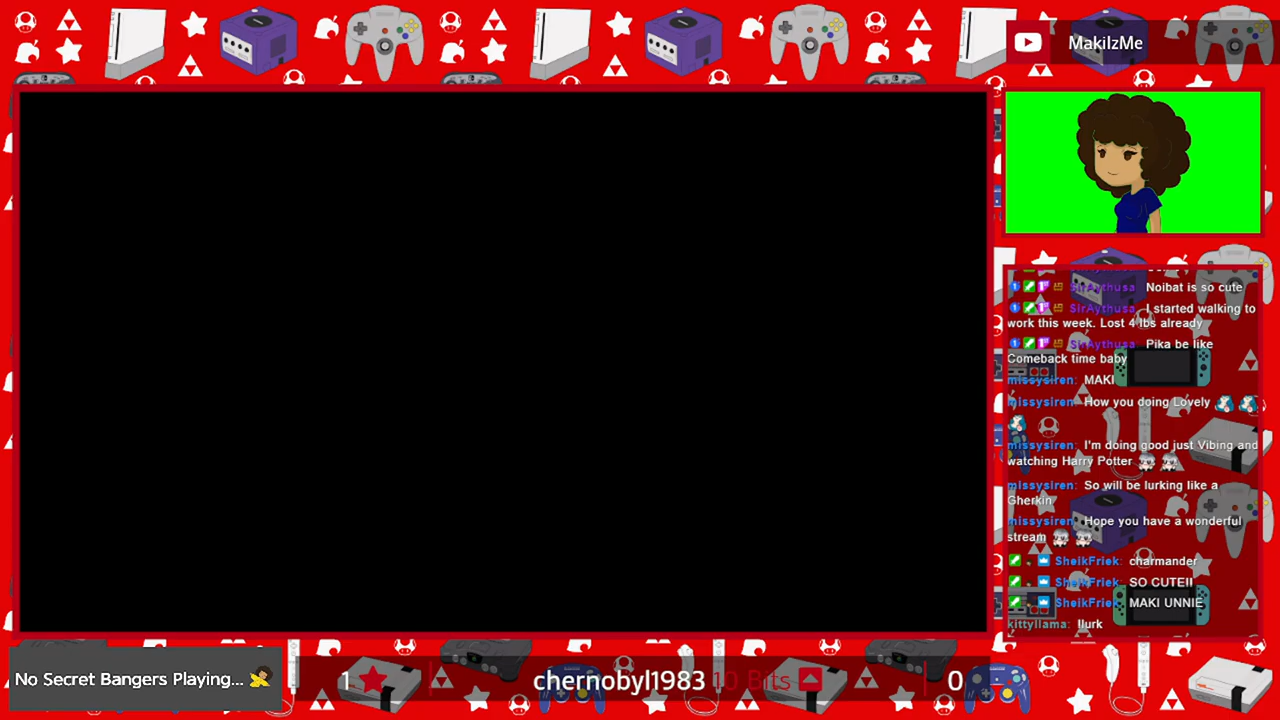 MakiIzMe
SirAythusa Noibat is so cute
SirAythusa I started walking to
work this week. Lost 4 lbs already
SirAythusa Pika be like
Comeback time baby
missysiren: MAKI
missysiren: How you doing Lovely
missysiren: I'm doing good just Vibing and
watching Harry Potter
missysiren: So will be lurking like a
Gherkin
missysiren: Hope you have a wonderful
stream
SheikFriek: charmander
SheikFriek: SO CUTE!!
SheikFriek: MAKI UNNIE
kittyllama: !lurk
No Secret Bangers Playing...
1
chernobyl1983 10 Bits
0